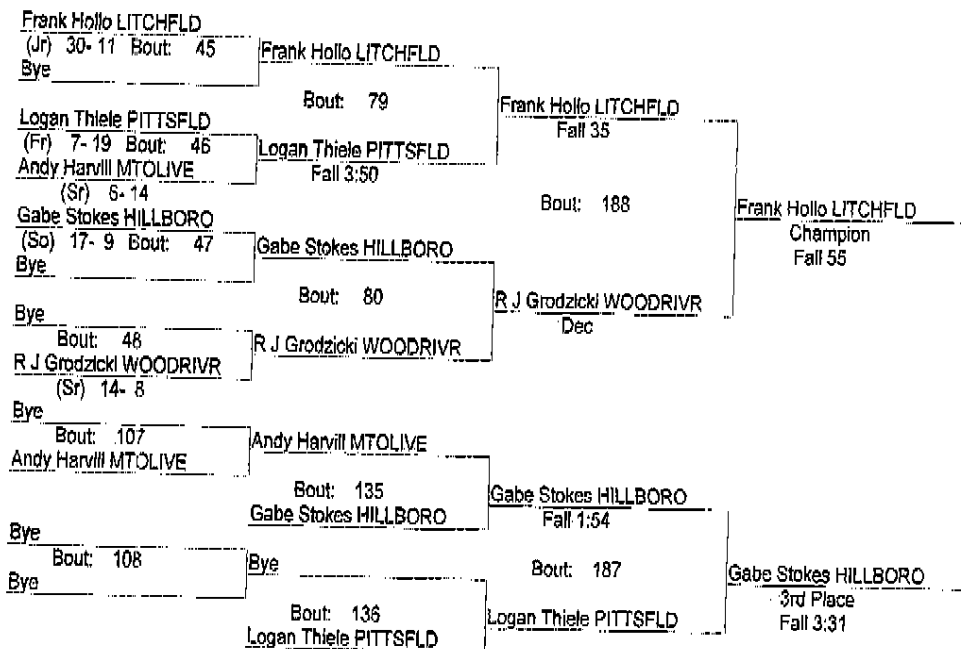 Frank Hollo LITCHFLD
(Jr) 30- 11 Bout: 45
Bye
Frank Hollo LITCHFLD
Bout: 79
Logan Thiele PITTSFLD
(Fr) 7- 19 Bout: 46
Andy Harvill MTOLIVE
(Sr) 6- 14
Logan Thiele PITTSFLD
Fall 3:50
Frank Hollo LITCHFLD
Fall 35
Bout: 188
Frank Hollo LITCHFLD
Champion
Fall 55
Gabe Stokes HILLBORO
(So) 17- 9 Bout: 47
Bye
Gabe Stokes HILLBORO
Bout: 80
Bye
Bout: 48
R J Grodzicki WOODRIVR
(Sr) 14- 8
R J Grodzicki WOODRIVR
R J Grodzicki WOODRIVR
Dec
Bye
Bout: 107
Andy Harvill MTOLIVE
Andy Harvill MTOLIVE
Bout: 135
Gabe Stokes HILLBORO
Gabe Stokes HILLBORO
Fall 1:54
Bout: 187
Bye
Bout: 108
Bye
Bye
Bout: 136
Logan Thiele PITTSFLD
Logan Thiele PITTSFLD
Gabe Stokes HILLBORO
3rd Place
Fall 3:31